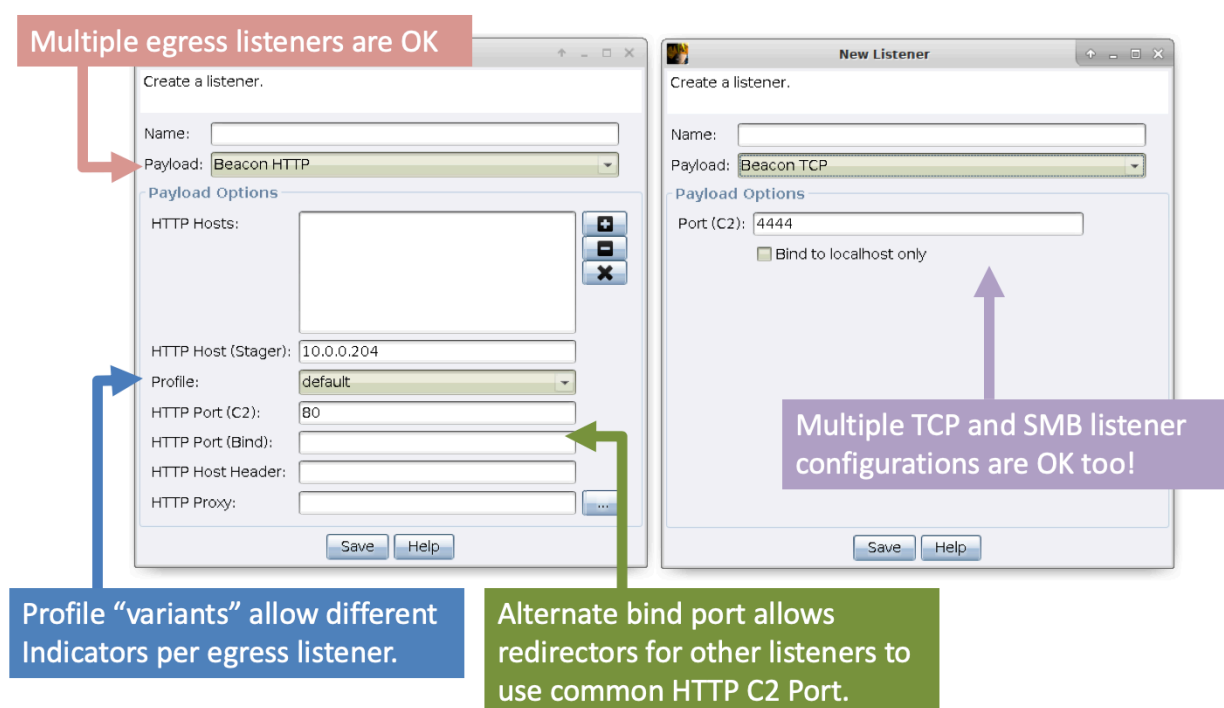 Multiple egress listeners are OK
Create a listener.
Name:
Payload: Beacon HTTP
Payload Options
HTTP Hosts:
HTTP Host (Stager): 10.0.0.204
Profile: default
HTTP Port (C2): 80
HTTP Port (Bind):
HTTP Host Header:
HTTP Proxy:
...
Save Help
New Listener
Create a listener.
Name:
Payload: Beacon TCP
Payload Options
Port (C2): 4444
Bind to localhost only
Save Help
Multiple TCP and SMB listener
configurations are OK too!
Profile “variants” allow different
Indicators per egress listener.
Alternate bind port allows
redirectors for other listeners to
use common HTTP C2 Port.